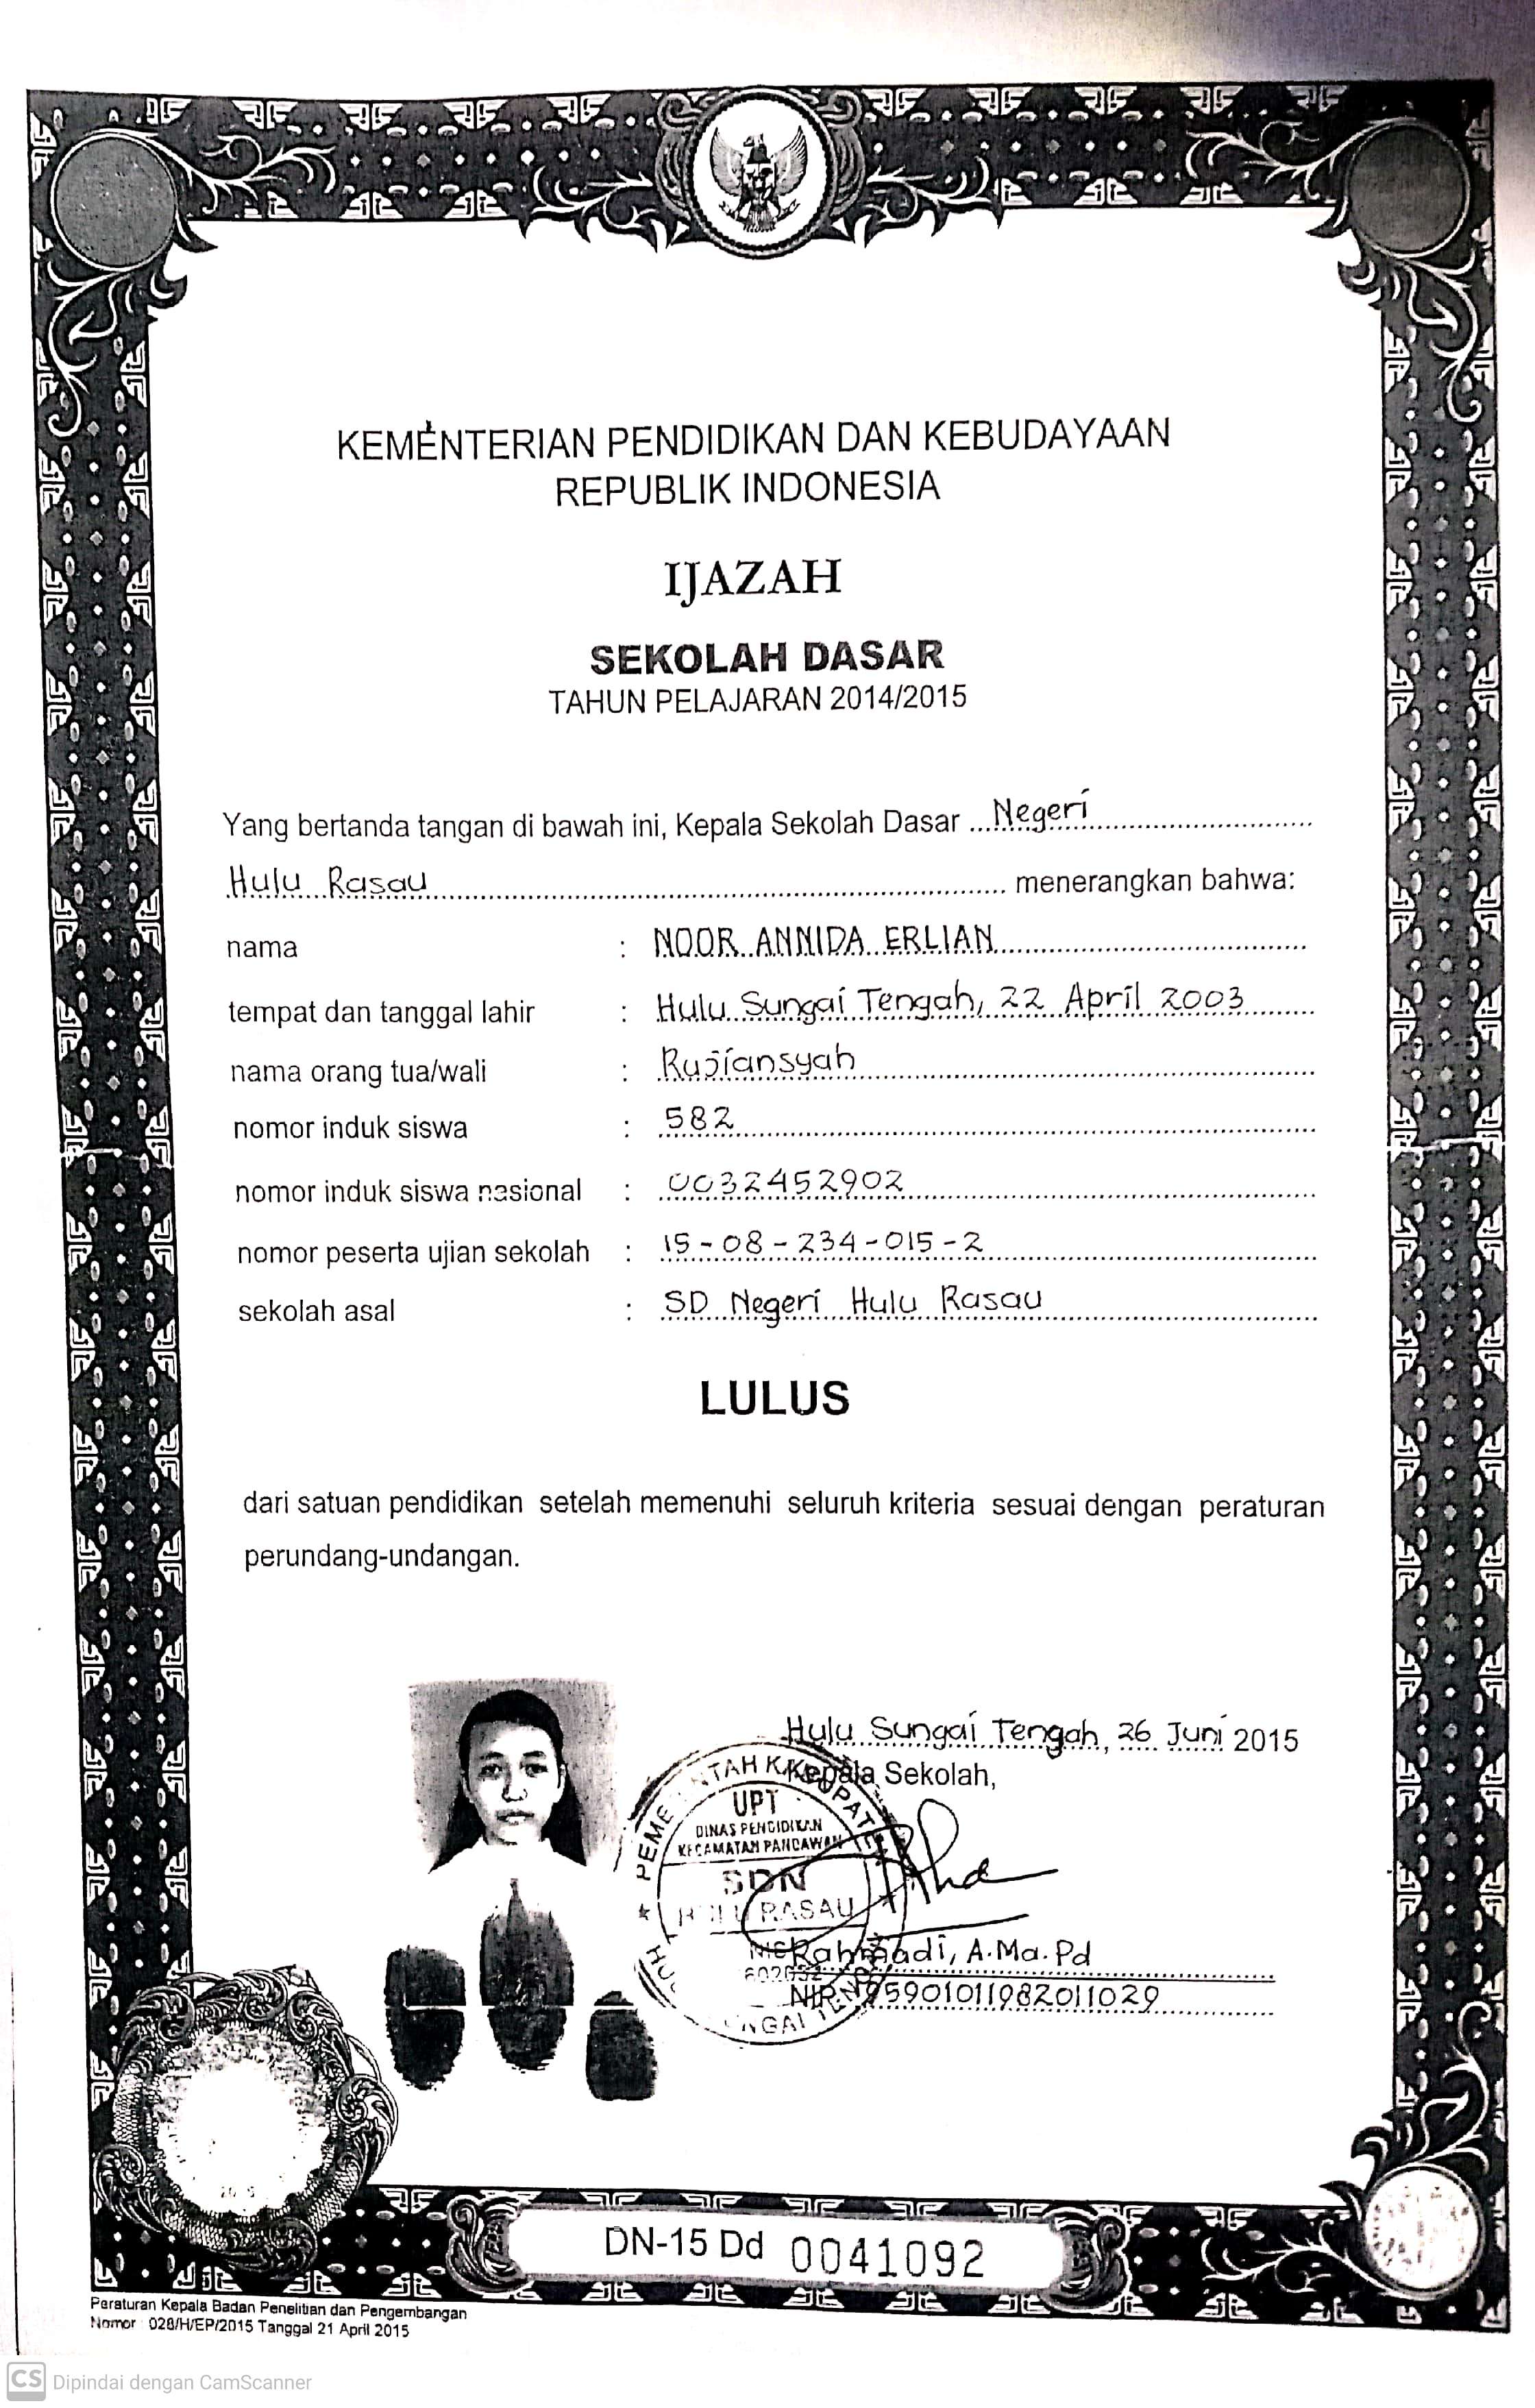 KEMENTERIAN PENDIDIKAN DAN KEBUDAYAAN
REPUBLIK INDONESIA
IJAZAH
SEKOLAH DASAR
TAHUN PELAJARAN 2014/2015
Yang bertanda tangan di bawah ini, Kepala Sekolah Dasar Negeri
Hulu Rasau menerangkan bahwa:
nama : NOOR ANNIDA ERLIAN
tempat dan tanggal lahir : Hulu Sungai Tengah, 22 April 2003
nama orang tua/wali : Rujiansyah
nomor induk siswa : 582
nomor induk siswa nasional : 0032452902
nomor peserta ujian sekolah : 15-08-234-015-2
sekolah asal : SD Negeri Hulu Rasau
LULUS
dari satuan pendidikan setelah memenuhi seluruh kriteria sesuai dengan peraturan
perundang-undangan.
Hulu Sungai Tengah, 26 Juni 2015
Kepala Sekolah,
UPT
DINAS PENDIDIKAN
KECAMATAN PANDAWAN
SDN
HULU RASAU
Rahmadi, A.Ma.Pd
NIP. 195901011982011029
DN-15 Dd 0041092
Peraturan Kepala Badan Penelitian dan Pengembangan
Nomor : 028/H/EP/2015 Tanggal 21 April 2015
CS Dipindai dengan CamScanner